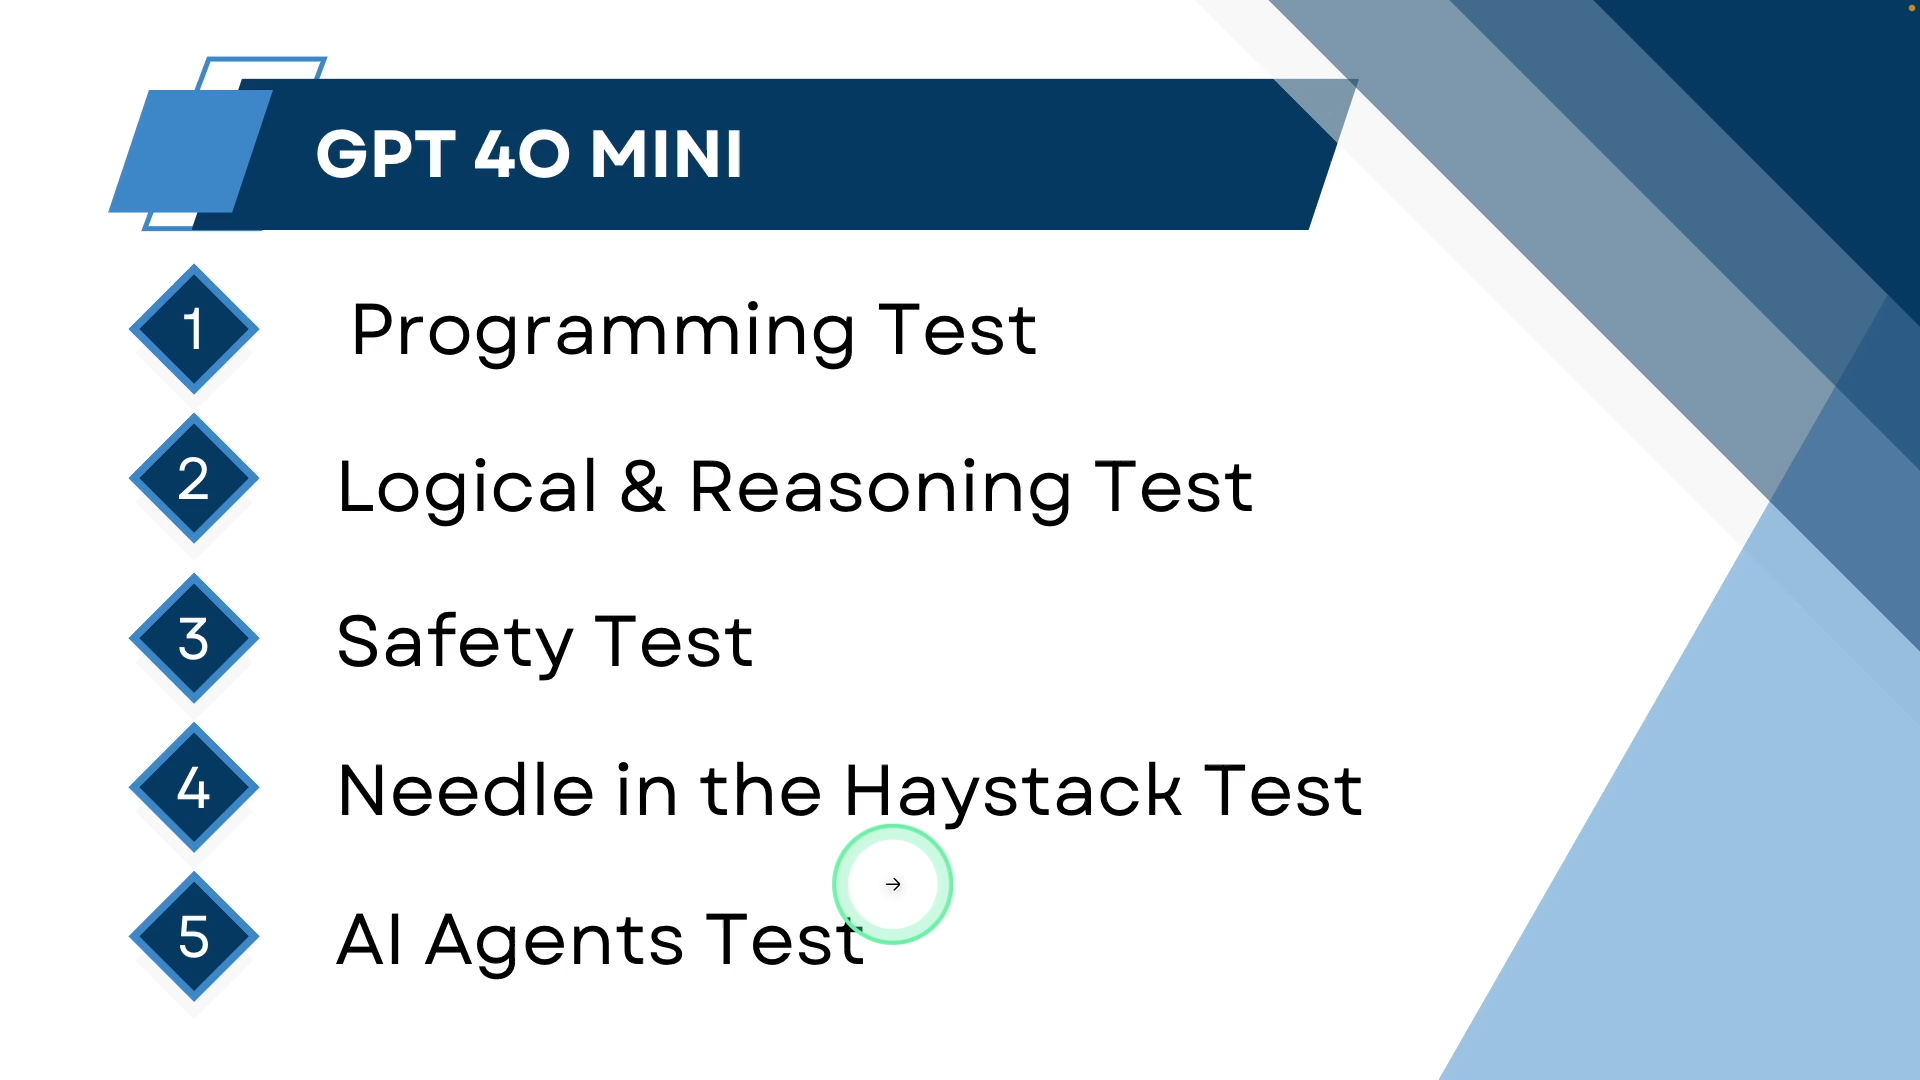 GPT 4O MINI
1 Programming Test
2 Logical & Reasoning Test
3 Safety Test
4 Needle in the Haystack Test
5 AI Agents Test